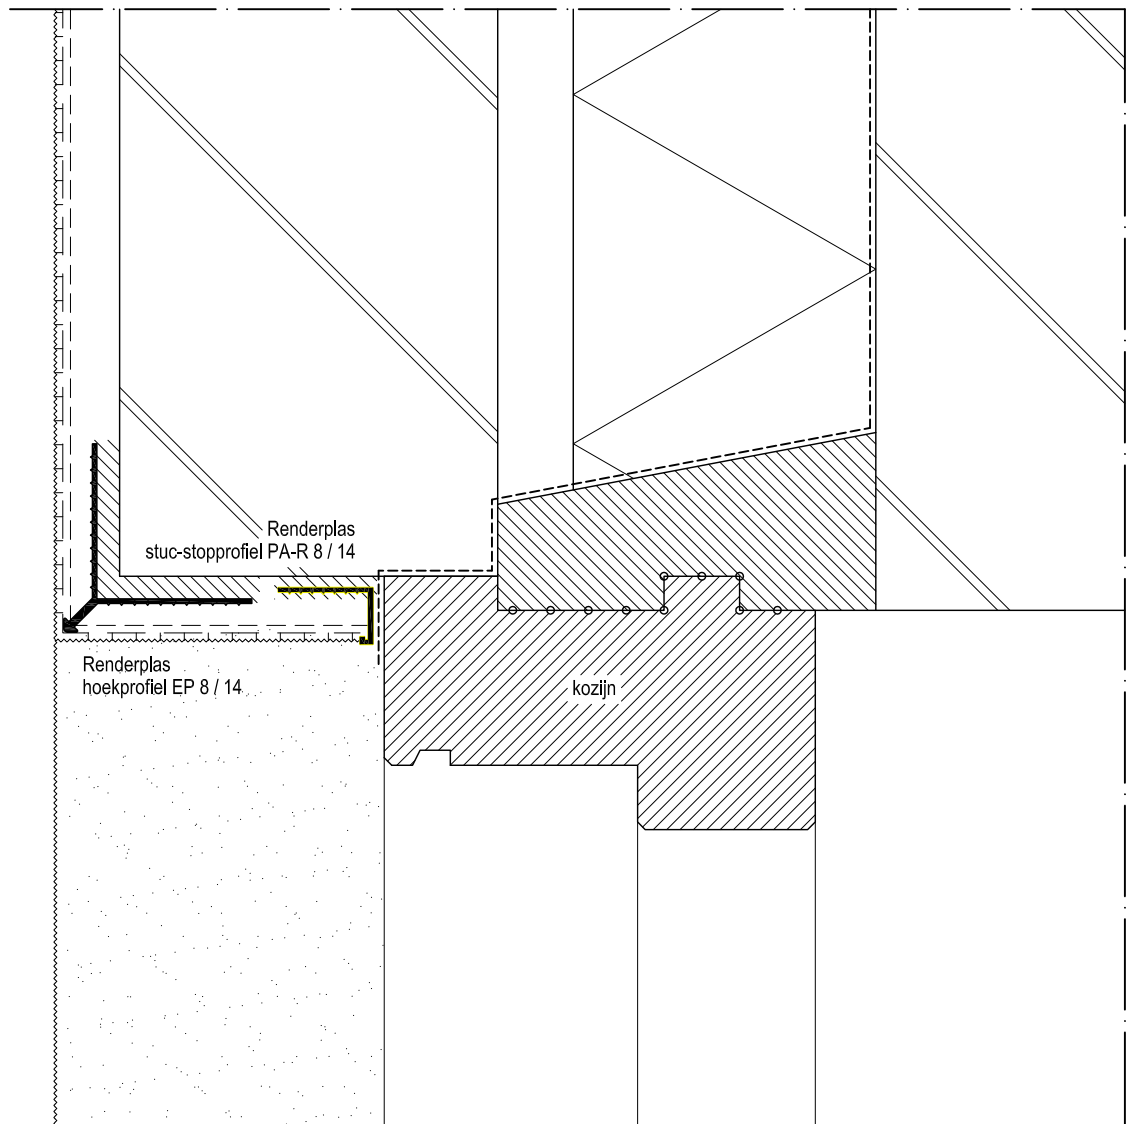 Renderplas
stuc-stopprofiel PA-R 8 / 14
Renderplas
hoekprofiel EP 8 / 14
kozijn